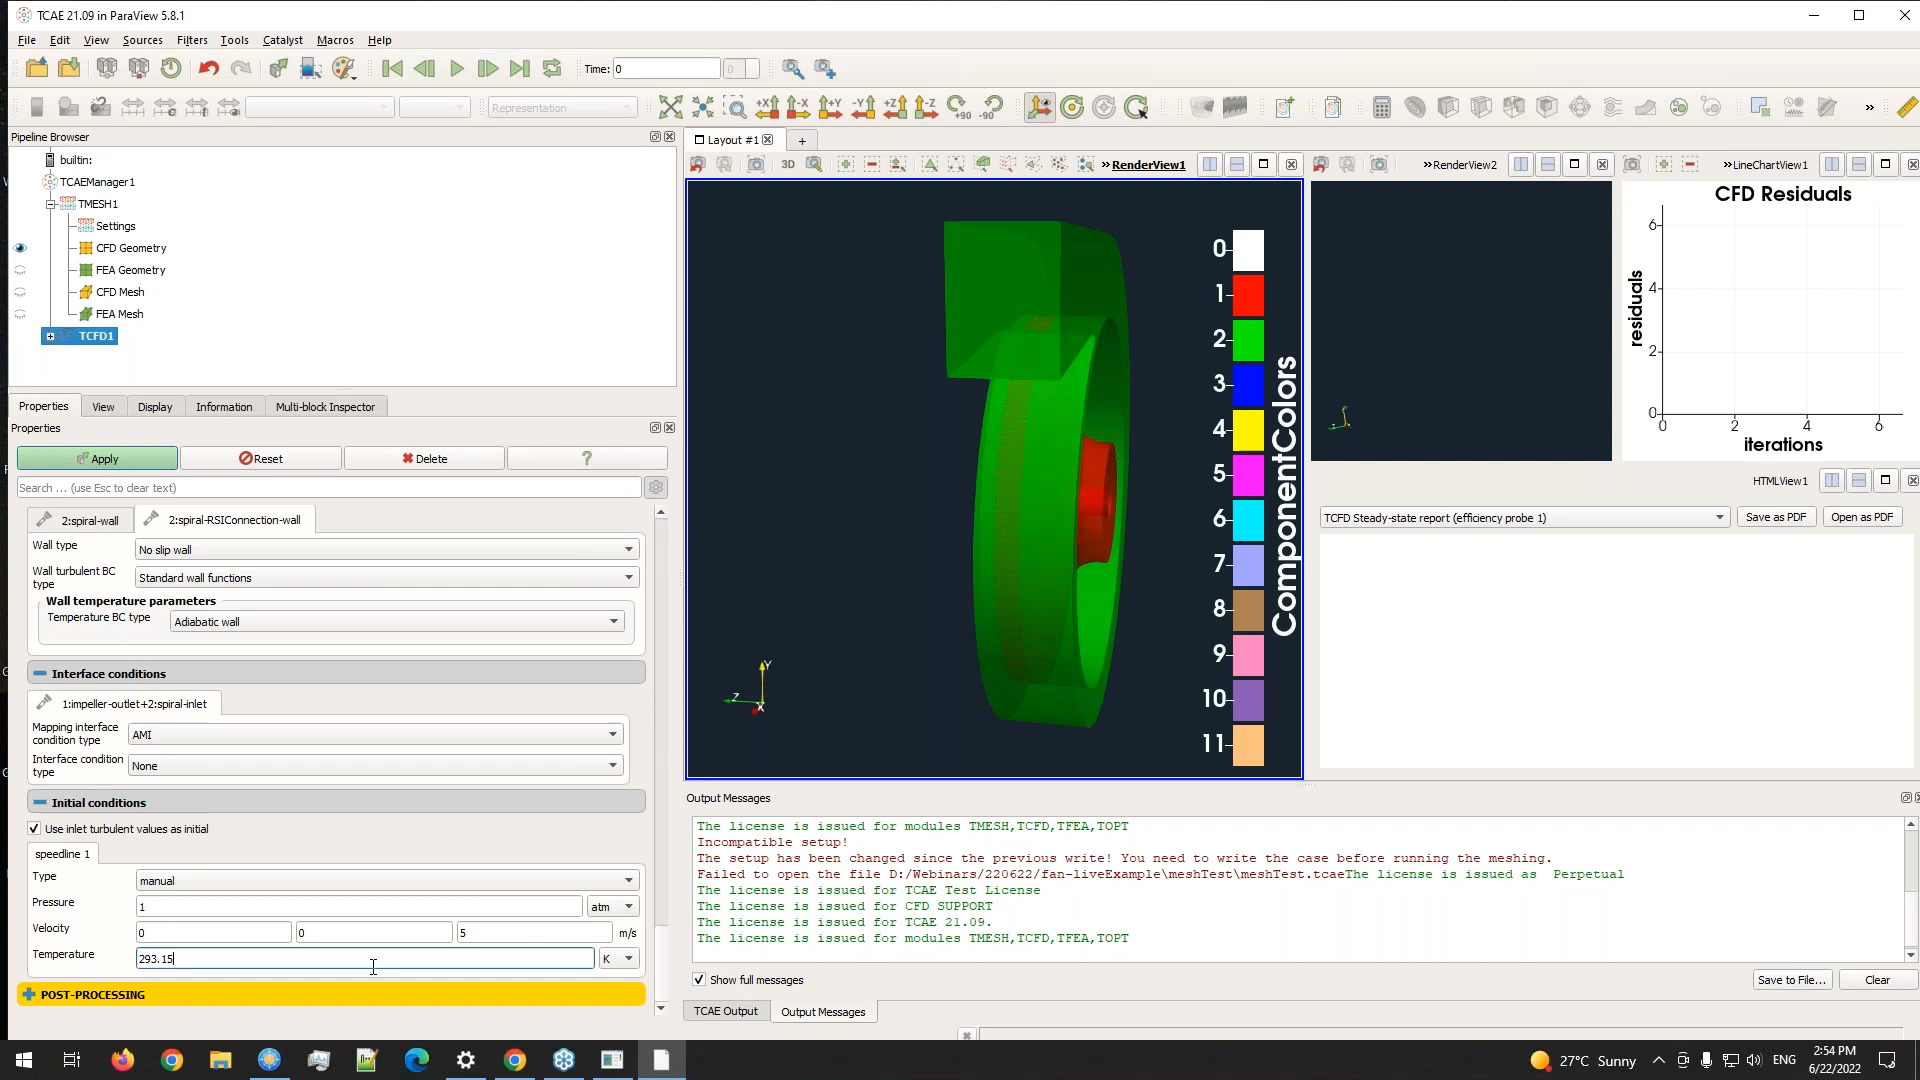 TCAE 21.09 in ParaView 5.8.1
File Edit View Sources Filters Tools Catalyst Macros Help
Time: 0 0
Representation
+X -X +Y -Y +Z -Z +90 -90
Pipeline Browser
builtin:
TCAEManager1
TMESH1
Settings
CFD Geometry
FEA Geometry
CFD Mesh
FEA Mesh
TCFD1
Properties View Display Information Multi-block Inspector
Properties
Apply Reset Delete ?
Search ... (use Esc to clear text)
2:spiral-wall 2:spiral-RSIConnection-wall
Wall type No slip wall
Wall turbulent BC type Standard wall functions
Wall temperature parameters
Temperature BC type Adiabatic wall
Interface conditions
1:impeller-outlet+2:spiral-inlet
Mapping interface condition type AMI
Interface condition type None
Initial conditions
Use inlet turbulent values as initial
speedline 1
Type manual
Pressure 1 atm
Velocity 0 0 5 m/s
Temperature 293.15 K
POST-PROCESSING
Layout #1 +
3D » RenderView1
0
1
2
3
4
5
6
7
8
9
10
11
ComponentColors
Y
Z
X
»RenderView2
»LineChartView1
CFD Residuals
6
4
2
0
residuals
0 2 4 6
iterations
HTMLView1
TCFD Steady-state report (efficiency probe 1) Save as PDF Open as PDF
Output Messages
The license is issued for modules TMESH,TCFD,TFEA,TOPT
Incompatible setup!
The setup has been changed since the previous write! You need to write the case before running the meshing.
Failed to open the file D:/Webinars/220622/fan-liveExample\meshTest\meshTest.tcaeThe license is issued as Perpetual
The license is issued for TCAE Test License
The license is issued for CFD SUPPORT
The license is issued for TCAE 21.09.
The license is issued for modules TMESH,TCFD,TFEA,TOPT
Show full messages Save to File... Clear
TCAE Output Output Messages
27°C Sunny ENG 2:54 PM
6/22/2022